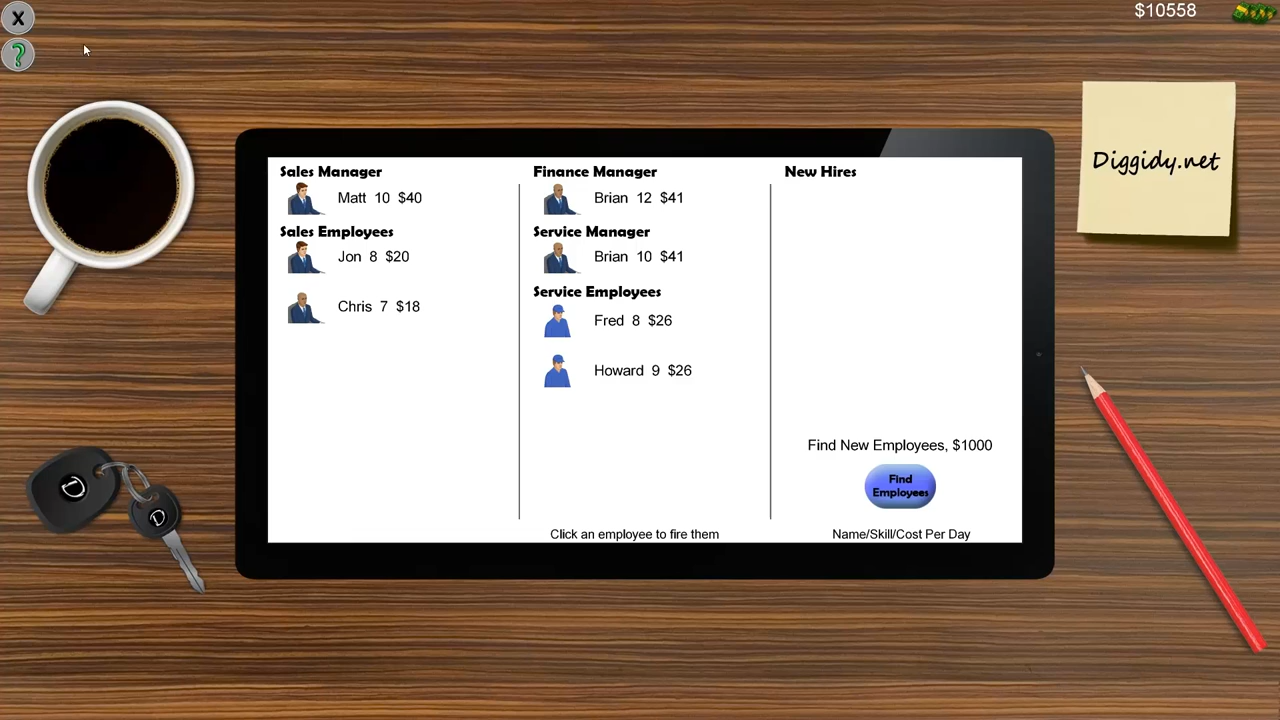 X
$10558
?
Diggidy.net
Sales Manager
Matt 10 $40
Sales Employees
Jon 8 $20
Chris 7 $18
Finance Manager
Brian 12 $41
Service Manager
Brian 10 $41
Service Employees
Fred 8 $26
Howard 9 $26
Click an employee to fire them
New Hires
Find New Employees, $1000
Find
Employees
Name/Skill/Cost Per Day
D
D